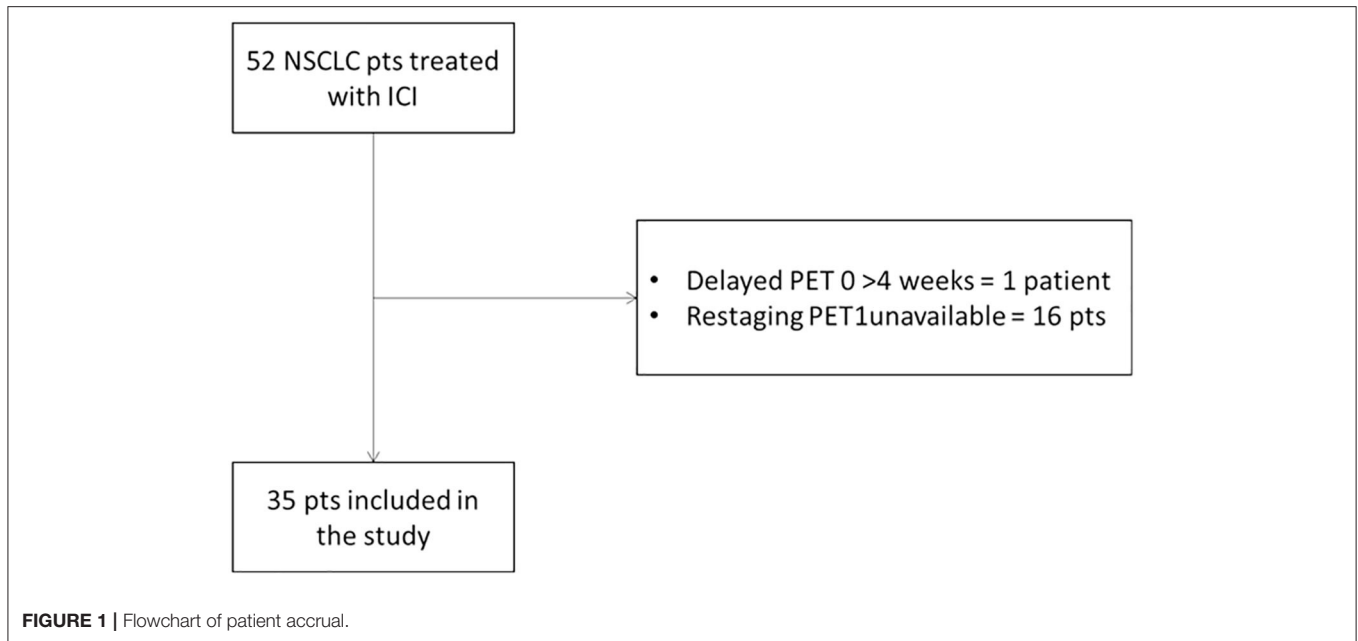 52 NSCLC pts treated
with ICI
• Delayed PET 0 >4 weeks = 1 patient
• Restaging PET1unavailable = 16 pts
35 pts included in
the study
FIGURE 1 | Flowchart of patient accrual.